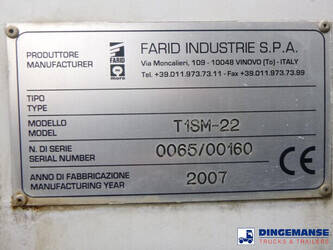 PRODUTTORE
MANUFACTURER
FARID
moro
FARID INDUSTRIE S.P.A.
Via Moncalieri, 109 - 10048 VINOVO (To) - ITALY
Tel. +39.011.973.73.11 - Fax +39.011.973.73.99
TIPO
TYPE
MODELLO
MODEL
T1SM-22
N. DI SERIE
SERIAL NUMBER
0065/00160
ANNO DI FABBRICAZIONE
MANUFACTURING YEAR
2007
CE
DINGEMANSE
TRUCKS & TRAILERS